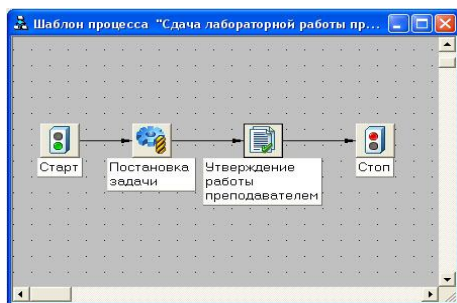 Шаблон процесса "Сдача лабораторной работы пр...
Старт
Постановка
задачи
Утверждение
работы
преподавателем
Стоп